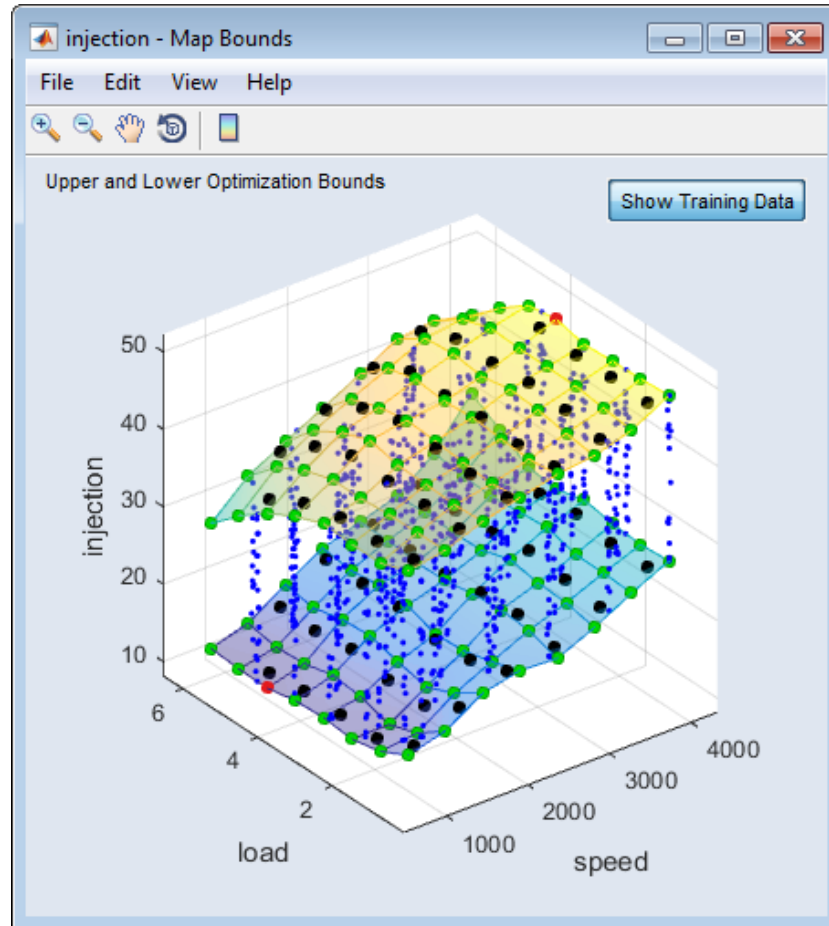 injection - Map Bounds
File Edit View Help
Upper and Lower Optimization Bounds
Show Training Data
50
40
30
20
10
injection
6
4
2
load
1000
2000
3000
4000
speed